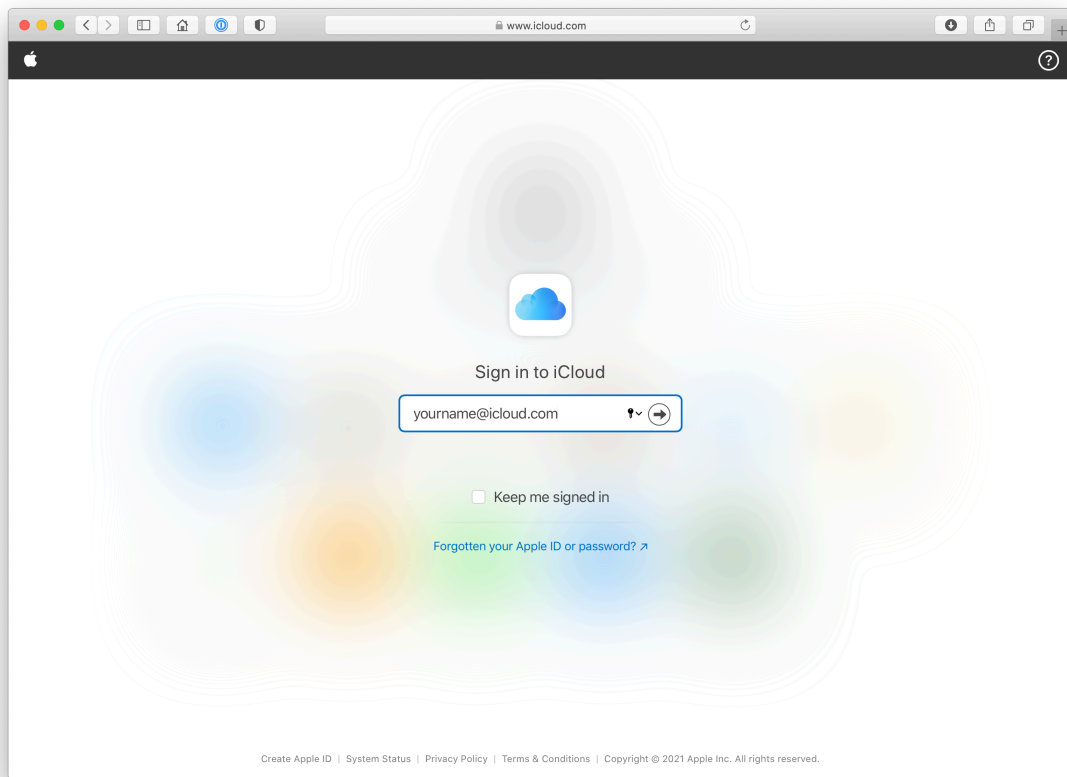 www.icloud.com
?
Sign in to iCloud
yourname@icloud.com
Keep me signed in
Forgotten your Apple ID or password? ↗
Create Apple ID | System Status | Privacy Policy | Terms & Conditions | Copyright © 2021 Apple Inc. All rights reserved.